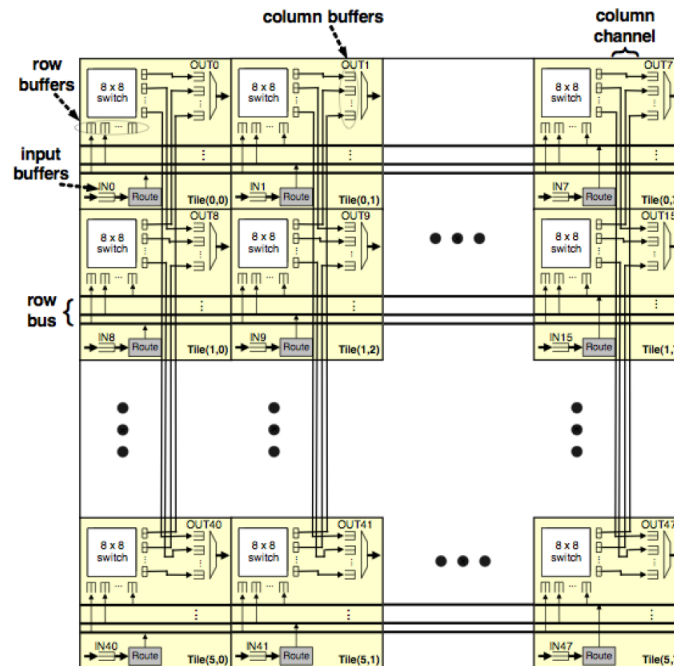 column buffers
column
channel
row
buffers
input
buffers
row
bus
OUT0
8 x 8
switch
IN0
Route
Tile(0,0)
OUT1
8 x 8
switch
IN1
Route
Tile(0,1)
OUT7
8 x 8
switch
IN7
Route
OUT8
8 x 8
switch
IN8
Route
Tile(1,0)
OUT9
8 x 8
switch
IN9
Route
Tile(1,2)
OUT15
8 x 8
switch
IN15
Route
OUT40
8 x 8
switch
IN40
Route
Tile(5,0)
OUT41
8 x 8
switch
IN41
Route
Tile(5,1)
OUT47
8 x 8
switch
IN47
Route